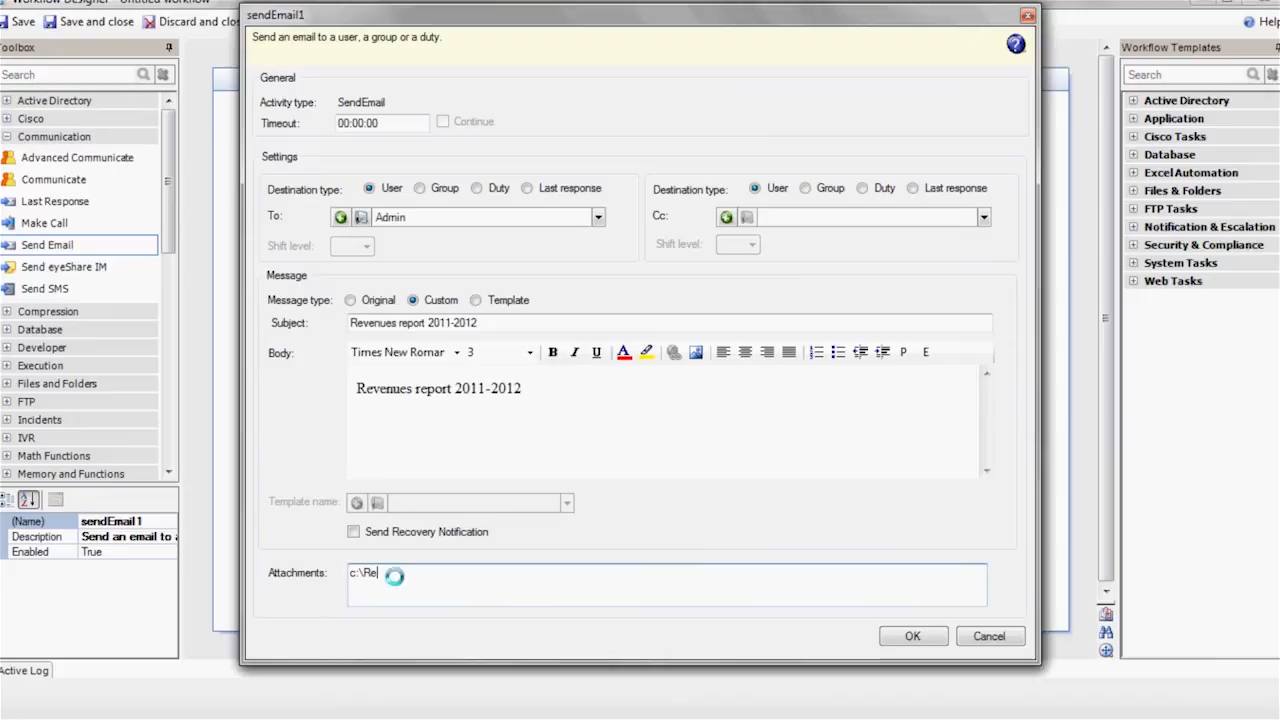 Workflow Designer - Untitled workflow
Save Save and close Discard and clo
Help
Toolbox
Search
Active Directory
Cisco
Communication
Advanced Communicate
Communicate
Last Response
Make Call
Send Email
Send eyeShare IM
Send SMS
Compression
Database
Developer
Execution
Files and Folders
FTP
Incidents
IVR
Math Functions
Memory and Functions
(Name) sendEmail1
Description Send an email to a
Enabled True
Active Log
sendEmail1
Send an email to a user, a group or a duty.
General
Activity type: SendEmail
Timeout: 00:00:00 Continue
Settings
Destination type: User Group Duty Last response
To: Admin
Shift level:
Destination type: User Group Duty Last response
Cc:
Shift level:
Message
Message type: Original Custom Template
Subject: Revenues report 2011-2012
Body: Times New Romar 3 B I U A P E
Revenues report 2011-2012
Template name:
Send Recovery Notification
Attachments: c:\Re
OK Cancel
Workflow Templates
Search
Active Directory
Application
Cisco Tasks
Database
Excel Automation
Files & Folders
FTP Tasks
Notification & Escalation
Security & Compliance
System Tasks
Web Tasks